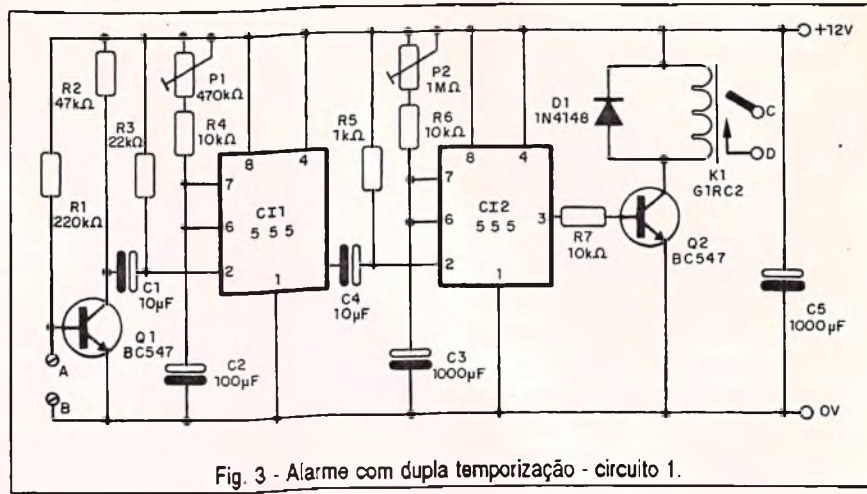 +12V
R2
47kΩ
R3
22kΩ
R1
220kΩ
P1
470kΩ
R4
10kΩ
8
4
7
6
2
1
CI1
555
C1
10µF
Q1
BC547
A
B
C2
100µF
R5
1kΩ
C4
10µF
P2
1MΩ
R6
10kΩ
8
4
7
6
2
3
1
CI2
555
C3
1000µF
R7
10kΩ
D1
1N4148
C
D
K1
G1RC2
Q2
BC547
C5
1000µF
0V
Fig. 3 - Alarme com dupla temporização - circuito 1.